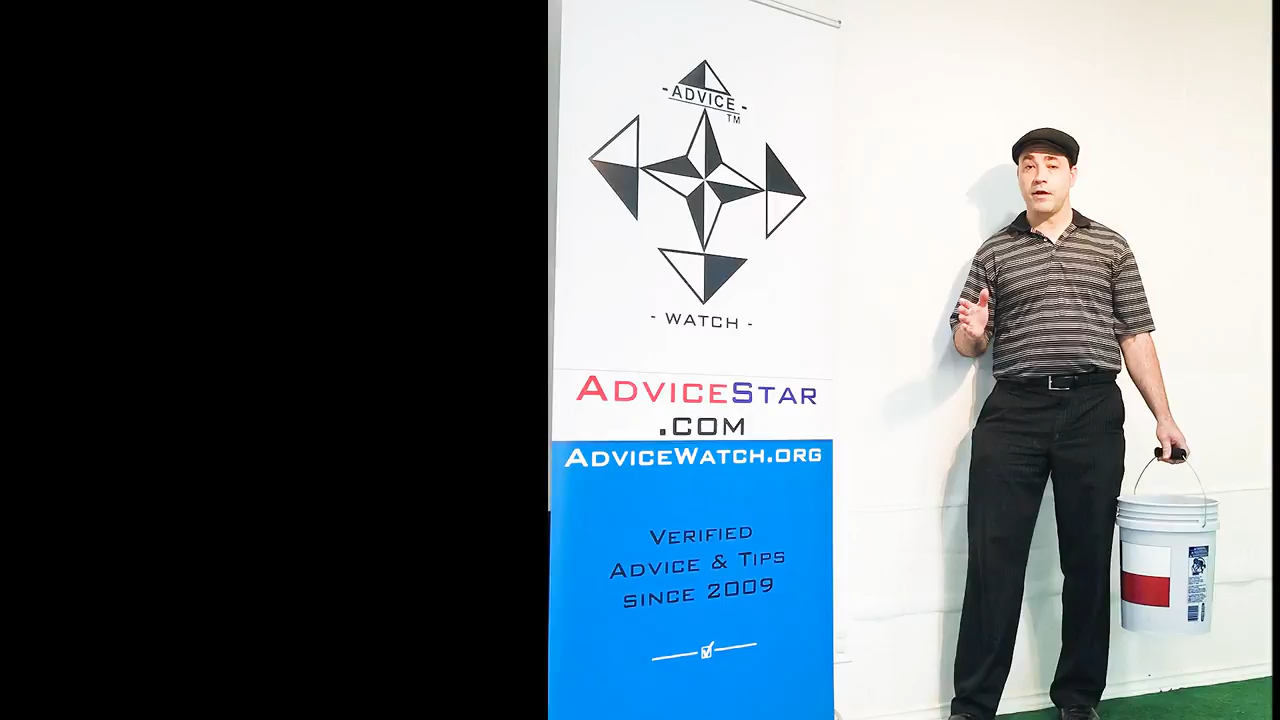 - ADVICE -
TM
- WATCH -
ADVICESTAR
.COM
ADVICEWATCH.ORG
VERIFIED
ADVICE & TIPS
SINCE 2009